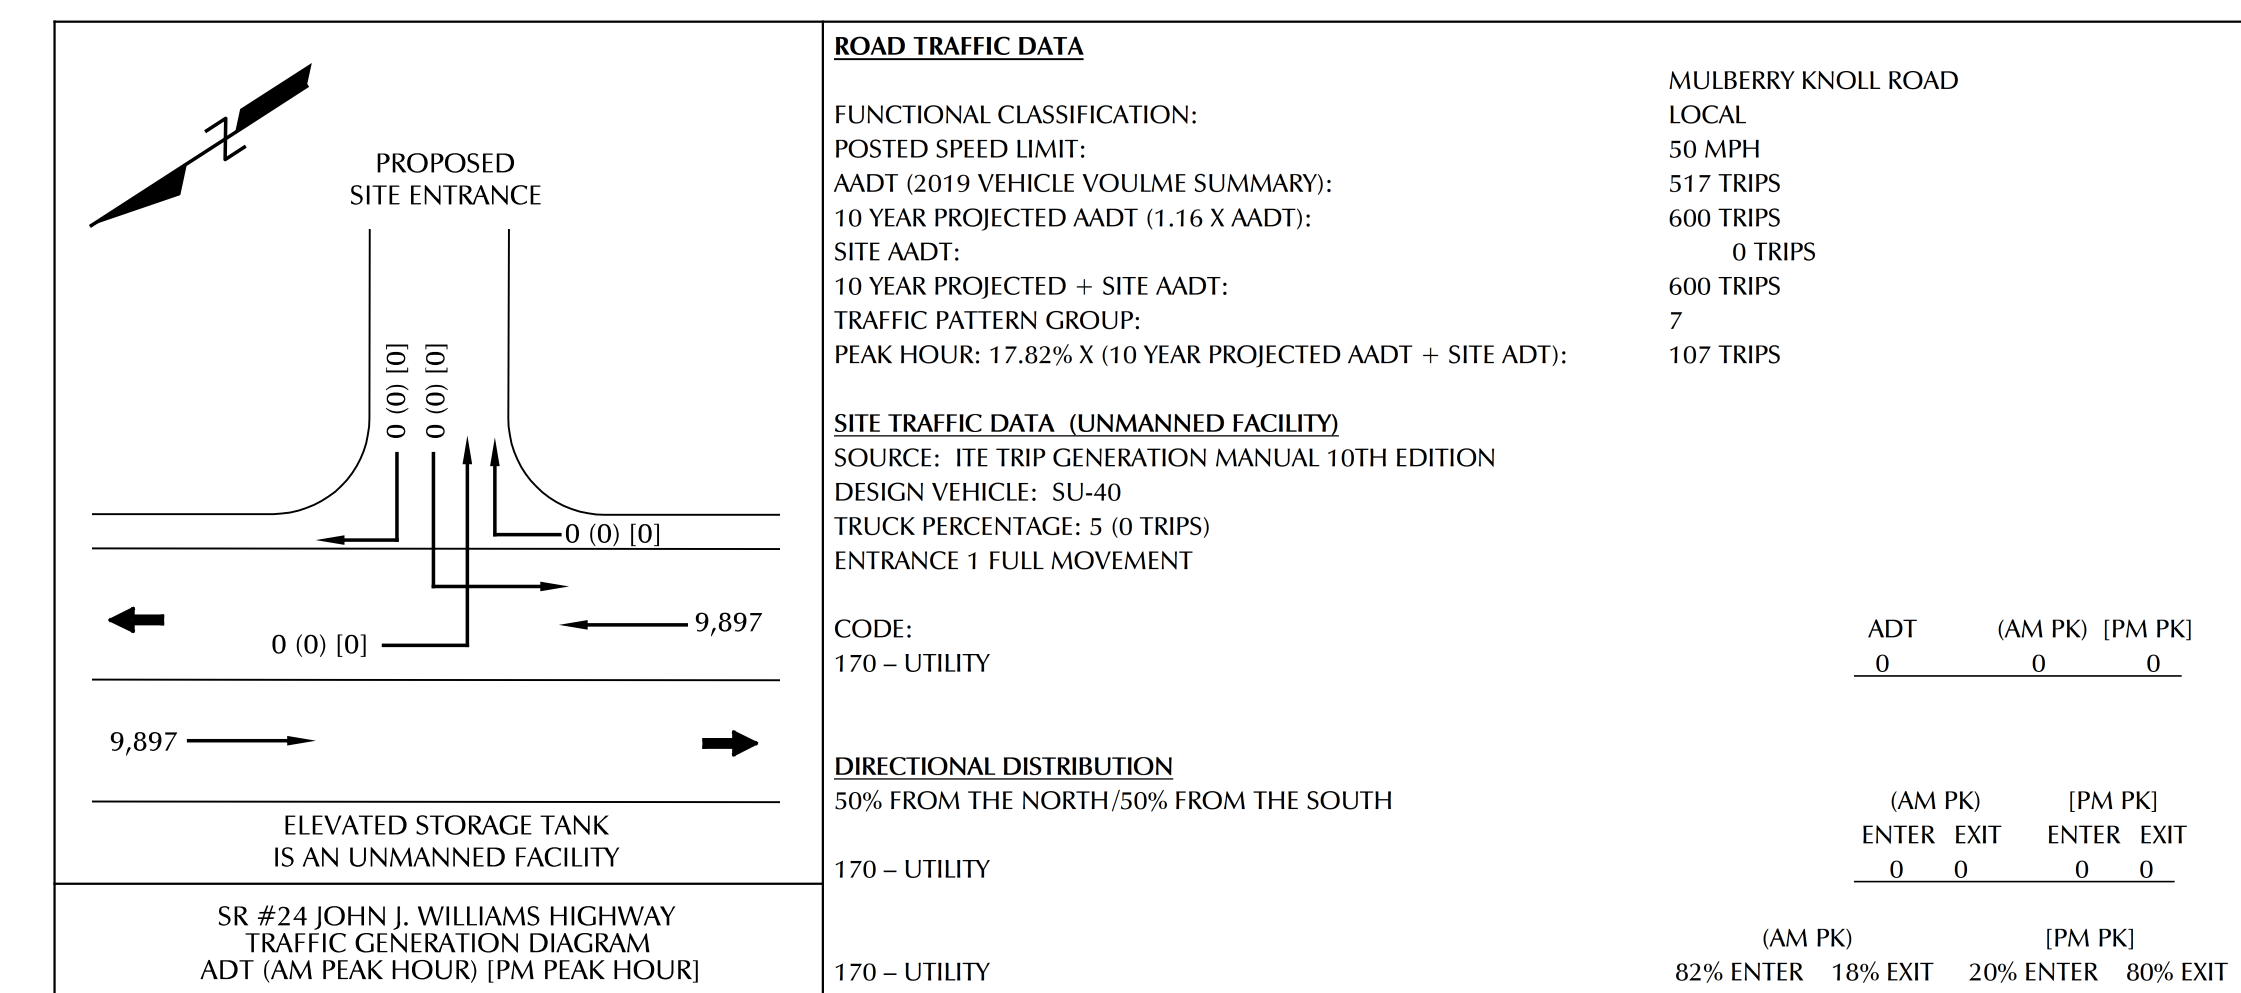 PROPOSED
SITE ENTRANCE
0 (0) [0]
0 (0) [0]
0 (0) [0]
9,897
0 (0) [0]
9,897
ELEVATED STORAGE TANK
IS AN UNMANNED FACILITY
SR #24 JOHN J. WILLIAMS HIGHWAY
TRAFFIC GENERATION DIAGRAM
ADT (AM PEAK HOUR) [PM PEAK HOUR]
ROAD TRAFFIC DATA
MULBERRY KNOLL ROAD
FUNCTIONAL CLASSIFICATION: LOCAL
POSTED SPEED LIMIT: 50 MPH
AADT (2019 VEHICLE VOULME SUMMARY): 517 TRIPS
10 YEAR PROJECTED AADT (1.16 X AADT): 600 TRIPS
SITE AADT: 0 TRIPS
10 YEAR PROJECTED + SITE AADT: 600 TRIPS
TRAFFIC PATTERN GROUP: 7
PEAK HOUR: 17.82% X (10 YEAR PROJECTED AADT + SITE ADT): 107 TRIPS
SITE TRAFFIC DATA (UNMANNED FACILITY)
SOURCE: ITE TRIP GENERATION MANUAL 10TH EDITION
DESIGN VEHICLE: SU-40
TRUCK PERCENTAGE: 5 (0 TRIPS)
ENTRANCE 1 FULL MOVEMENT
CODE: ADT (AM PK) [PM PK]
170 – UTILITY 0 0 0
DIRECTIONAL DISTRIBUTION
50% FROM THE NORTH/50% FROM THE SOUTH (AM PK) [PM PK]
ENTER EXIT ENTER EXIT
170 – UTILITY 0 0 0 0
(AM PK) [PM PK]
170 – UTILITY 82% ENTER 18% EXIT 20% ENTER 80% EXIT